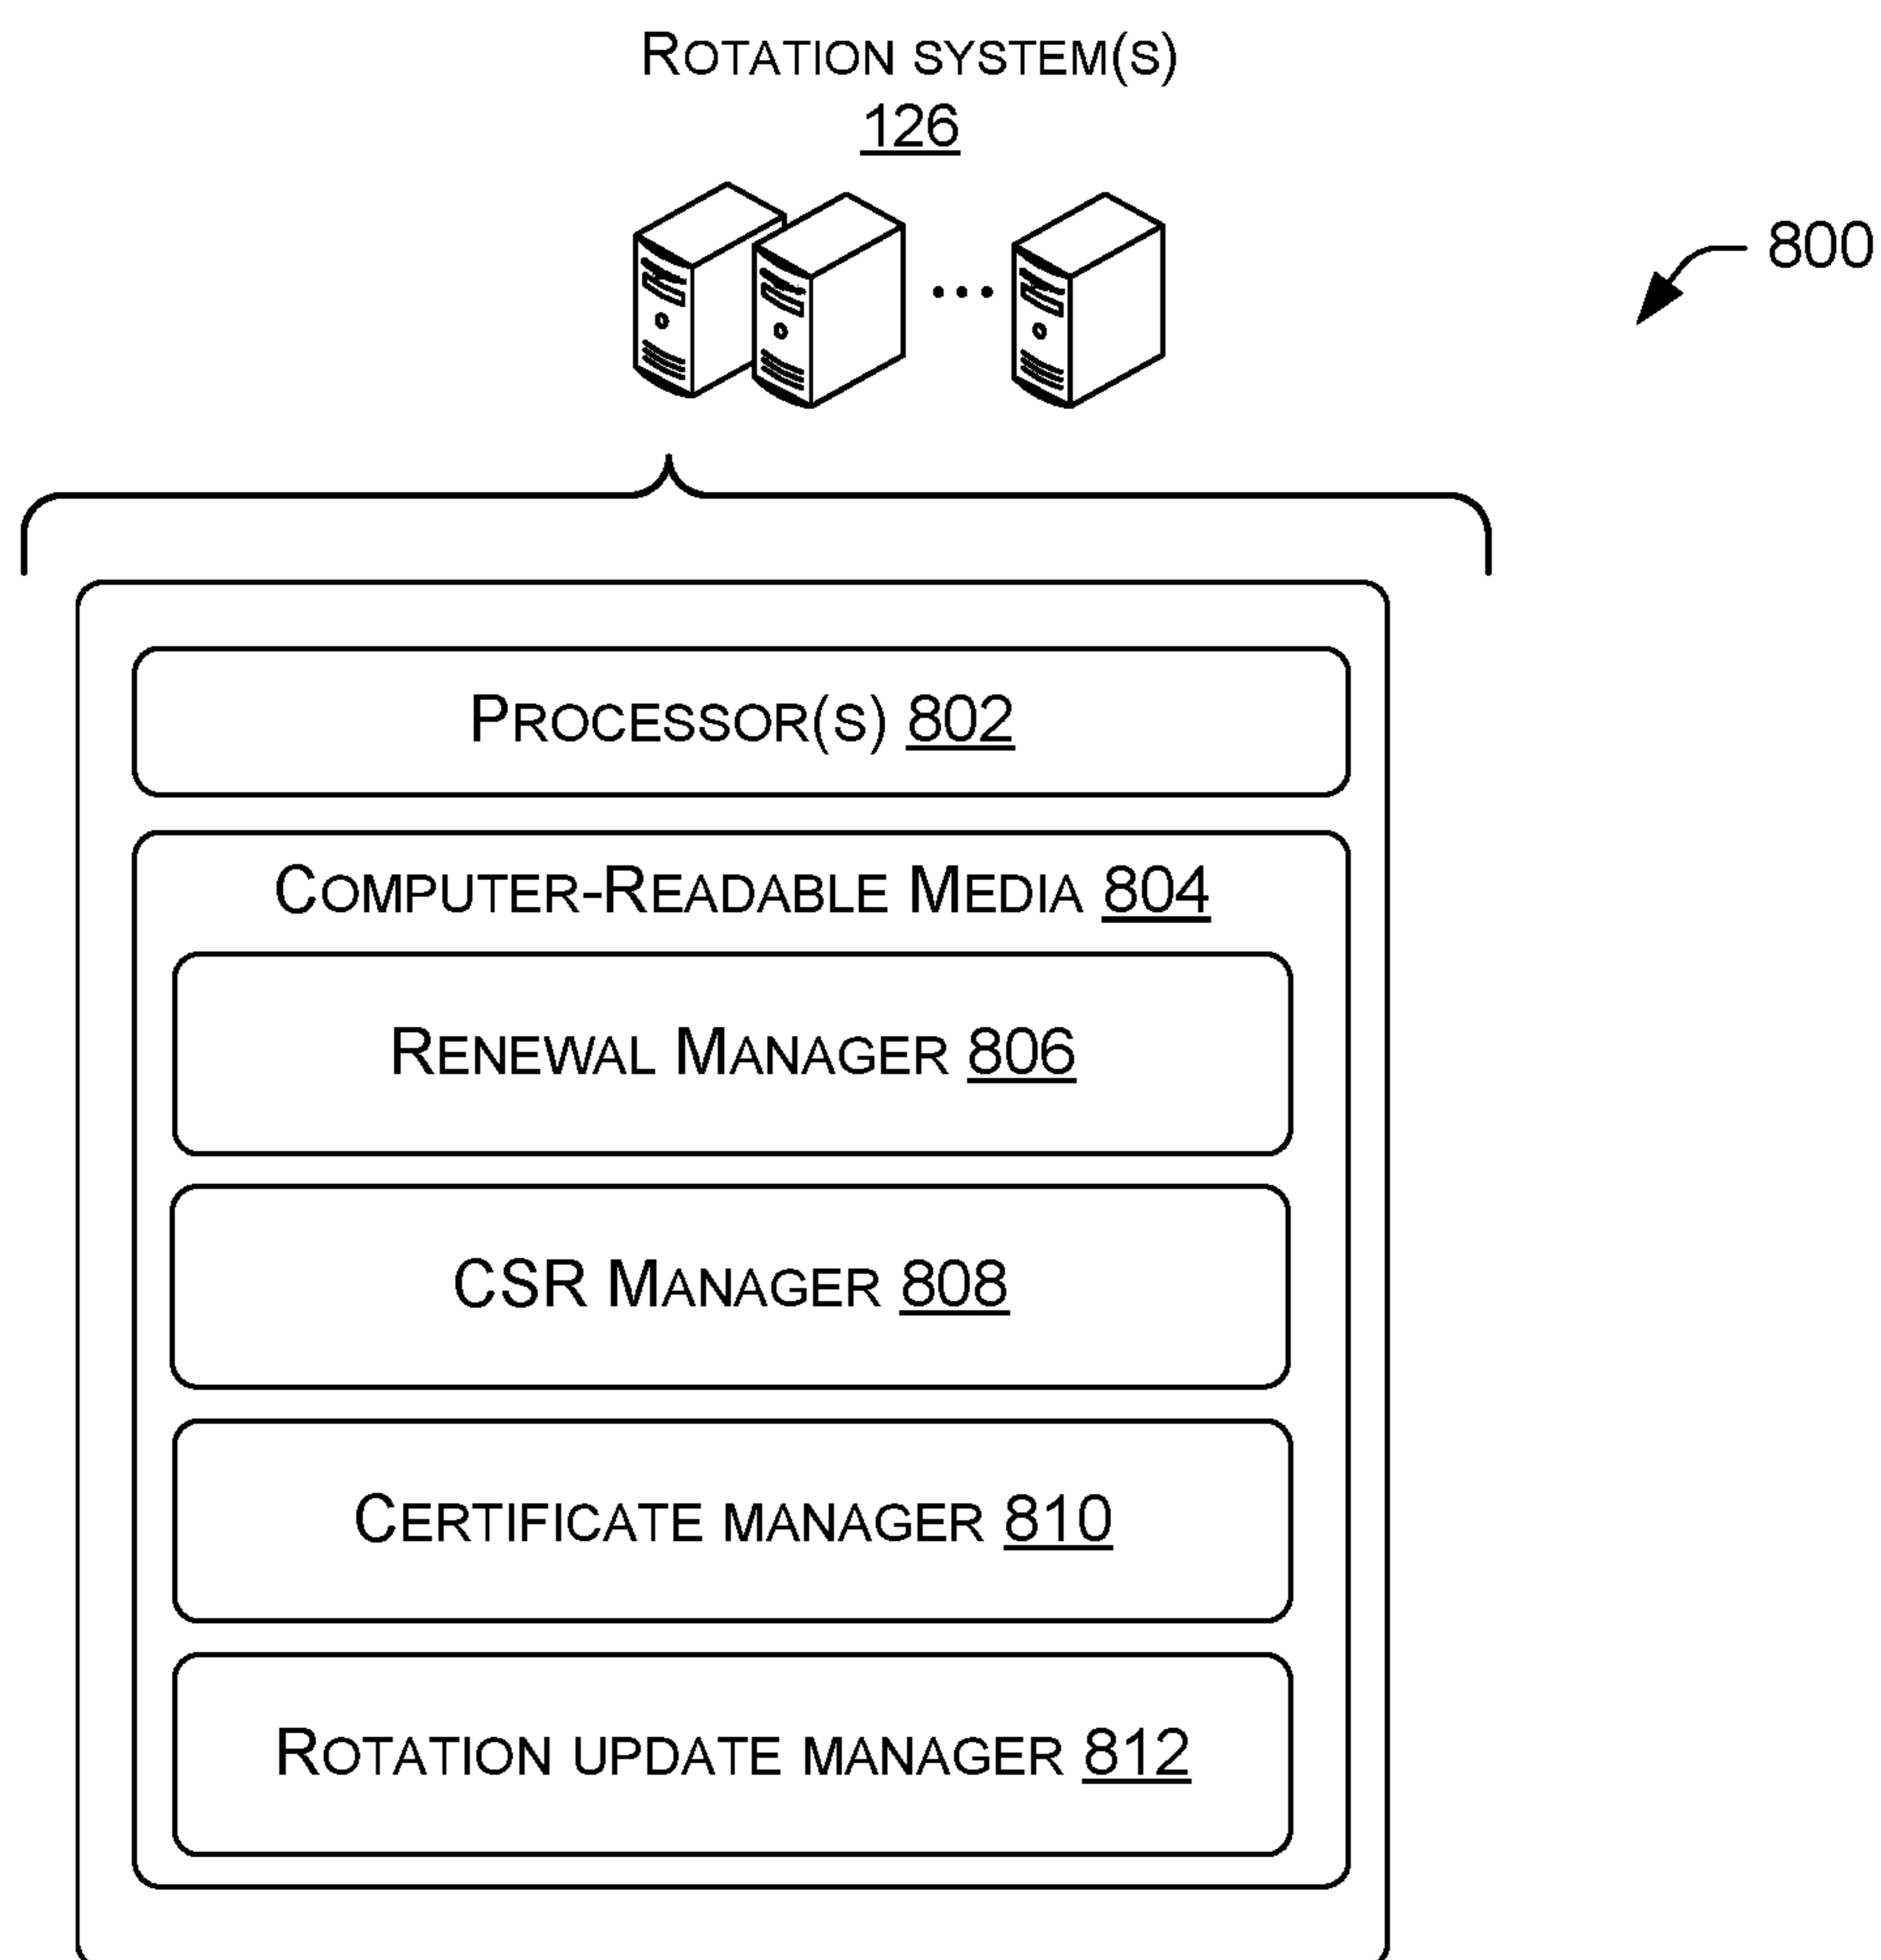 ROTATION SYSTEM(S)
126
800
PROCESSOR(S) 802
COMPUTER-READABLE MEDIA 804
RENEWAL MANAGER 806
CSR MANAGER 808
CERTIFICATE MANAGER 810
ROTATION UPDATE MANAGER 812